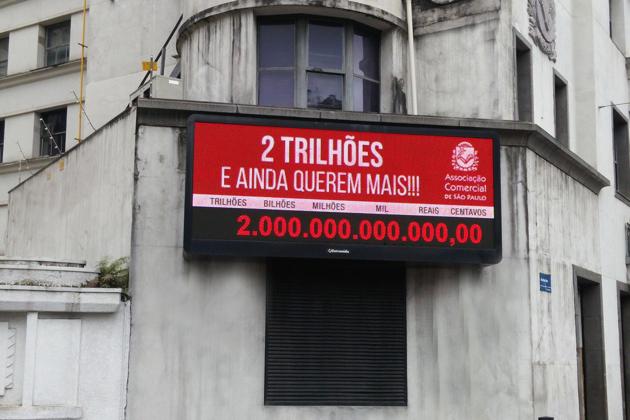 2 TRILHÕES
E AINDA QUEREM MAIS!!!
Associação
Comercial
DE SÃO PAULO
TRILHÕES BILHÕES MILHÕES MIL REAIS CENTAVOS
2.000.000.000.000,00